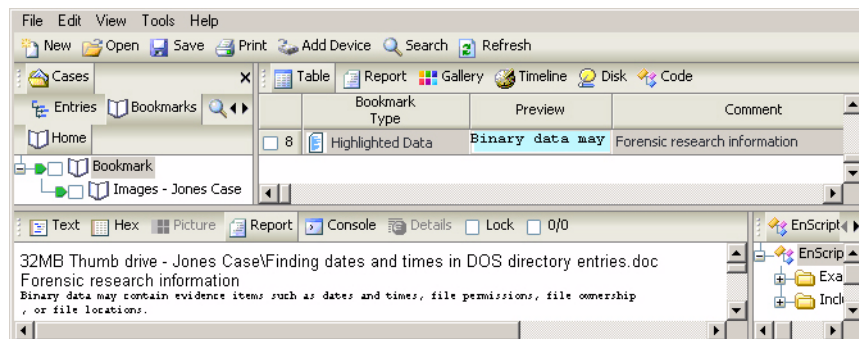 File Edit View Tools Help
New Open Save Print Add Device Search Refresh
Cases
Table Report Gallery Timeline Disk Code
Entries Bookmarks
Bookmark Type Preview Comment
Home
8 Highlighted Data Binary data may Forensic research information
Bookmark
Images - Jones Case
Text Hex Picture Report Console Details Lock 0/0
EnScript
32MB Thumb drive - Jones Case\Finding dates and times in DOS directory entries.doc
EnScrip
Forensic research information
Exa
Binary data may contain evidence items such as dates and times, file permissions, file ownership
Inclu
, or file locations.